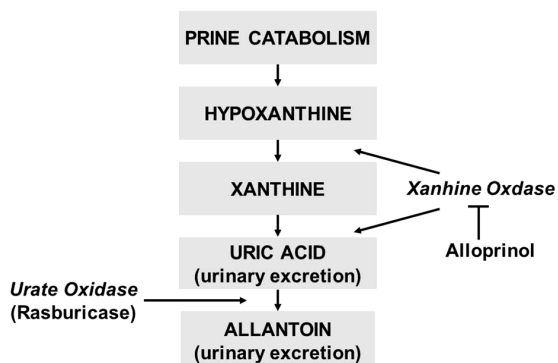 PRINE CATABOLISM
HYPOXANTHINE
XANTHINE
Xanhine Oxdase
Alloprinol
URIC ACID
(urinary excretion)
Urate Oxidase
(Rasburicase)
ALLANTOIN
(urinary excretion)